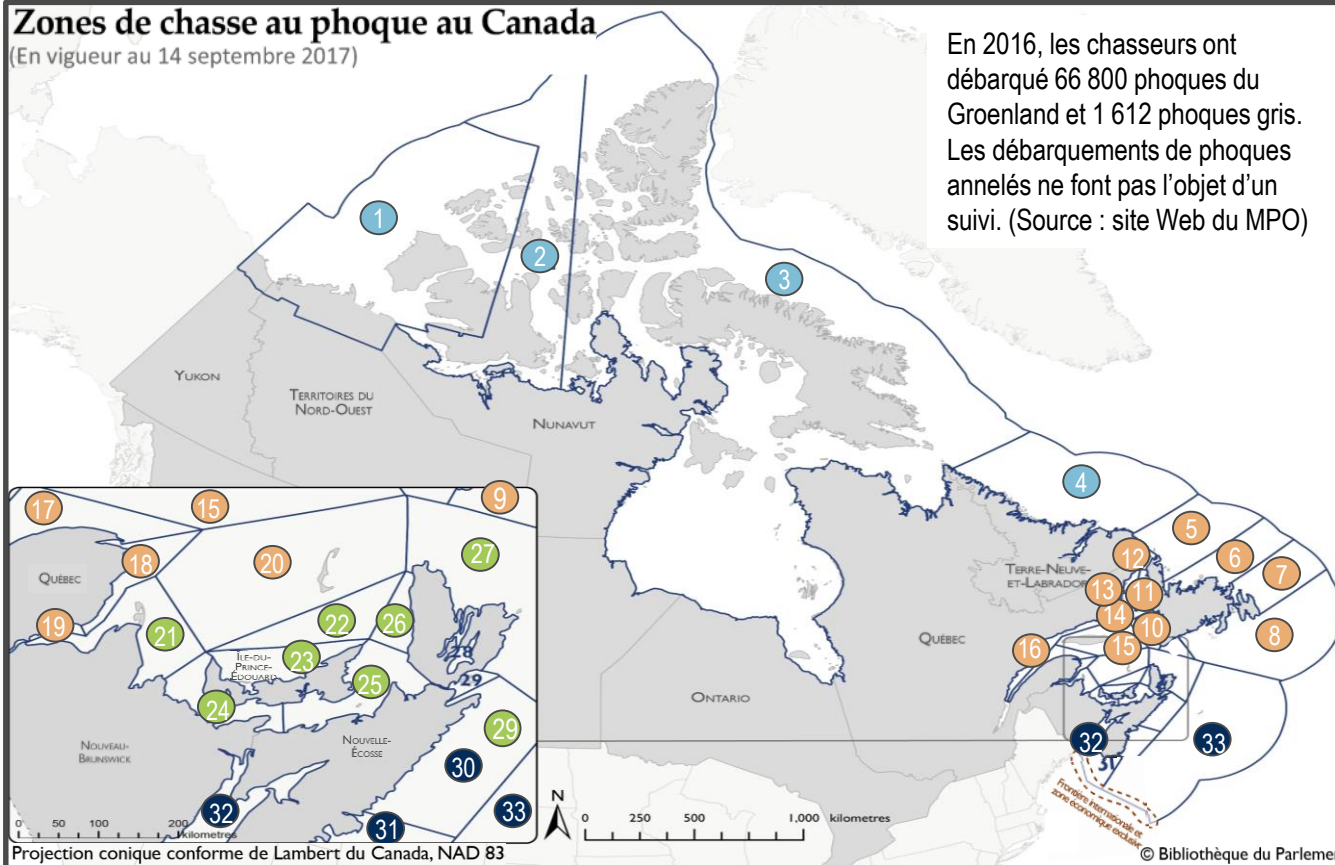 Zones de chasse au phoque au Canada
(En vigueur au 14 septembre 2017)
En 2016, les chasseurs ont
débarqué 66 800 phoques du
Groenland et 1 612 phoques gris.
Les débarquements de phoques
annelés ne font pas l'objet d'un
suivi. (Source : site Web du MPO)
1
2
3
YUKON
TERRITOIRES DU
NORD-OUEST
NUNAVUT
4
5
6
7
8
12
TERRE-NEUVE-
ET-LABRADOR
13
11
14
10
15
16
QUÉBEC
ONTARIO
32
33
31
Frontière internationale et
zone économique exclusive
17
15
9
18
20
27
QUÉBEC
19
21
22
26
23
28
ÎLE-DU-
PRINCE-
ÉDOUARD
25
29
24
29
NOUVEAU-
BRUNSWICK
NOUVELLE-
ÉCOSSE
30
32
33
31
0 50 100 200
kilometres
N
0 250 500 1,000 kilometres
Projection conique conforme de Lambert du Canada, NAD 83
© Bibliothèque du Parleme